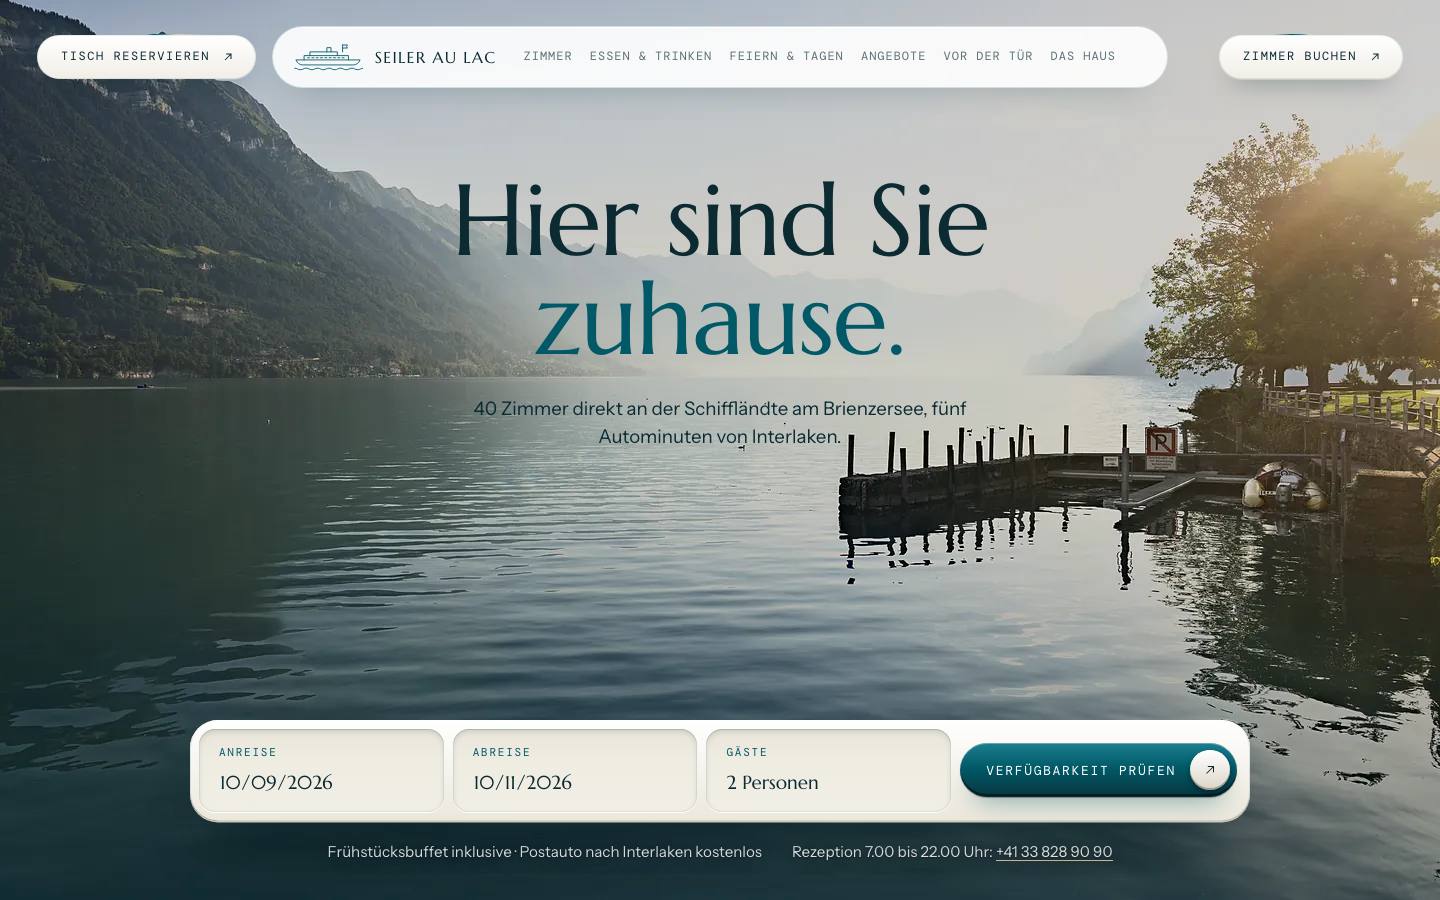 TISCH RESERVIEREN
SEILER AU LAC
ZIMMER ESSEN & TRINKEN FEIERN & TAGEN ANGEBOTE VOR DER TÜR DAS HAUS
ZIMMER BUCHEN
Hier sind Sie
zuhause.
40 Zimmer direkt an der Schiffländte am Brienzersee, fünf
Autominuten von Interlaken.
P
ANREISE
10/09/2026
ABREISE
10/11/2026
GÄSTE
2 Personen
VERFÜGBARKEIT PRÜFEN
Frühstücksbuffet inklusive · Postauto nach Interlaken kostenlos
Rezeption 7.00 bis 22.00 Uhr: +41 33 828 90 90